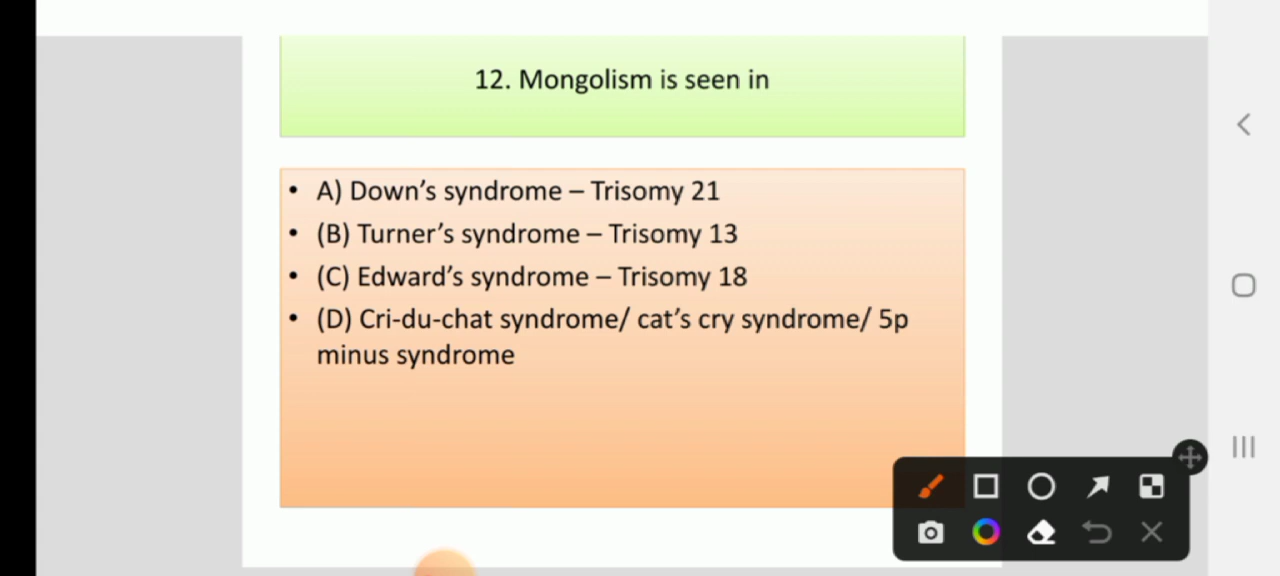 12. Mongolism is seen in
• A) Down’s syndrome – Trisomy 21
• (B) Turner’s syndrome – Trisomy 13
• (C) Edward’s syndrome – Trisomy 18
• (D) Cri-du-chat syndrome/ cat’s cry syndrome/ 5p
minus syndrome